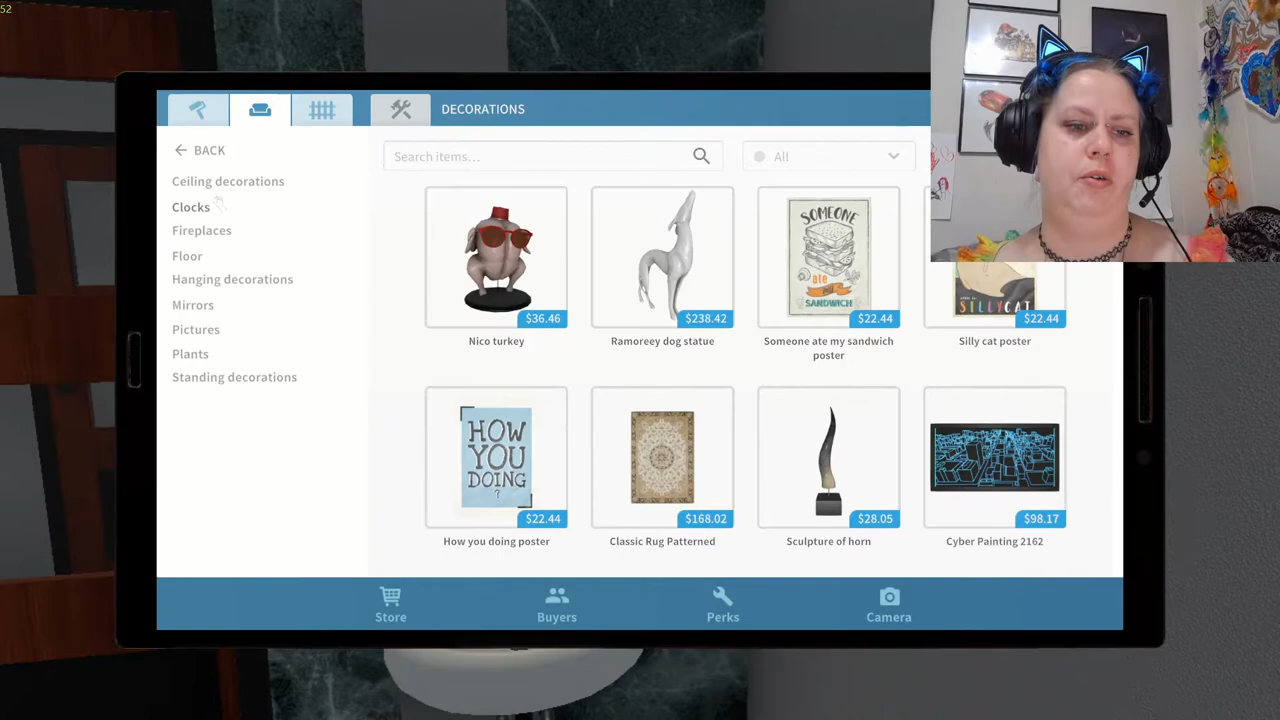 52
DECORATIONS
BACK
Search items...
All
Ceiling decorations
Clocks
Fireplaces
Floor
Hanging decorations
Mirrors
Pictures
Plants
Standing decorations
SOMEONE
ate
MY
SANDWICH
SILLYCAT
$36.46
$238.42
$22.44
$22.44
Nico turkey
Ramoreey dog statue
Someone ate my sandwich
poster
Silly cat poster
HOW
YOU
DOING
?
$22.44
$168.02
$28.05
$98.17
How you doing poster
Classic Rug Patterned
Sculpture of horn
Cyber Painting 2162
Store
Buyers
Perks
Camera